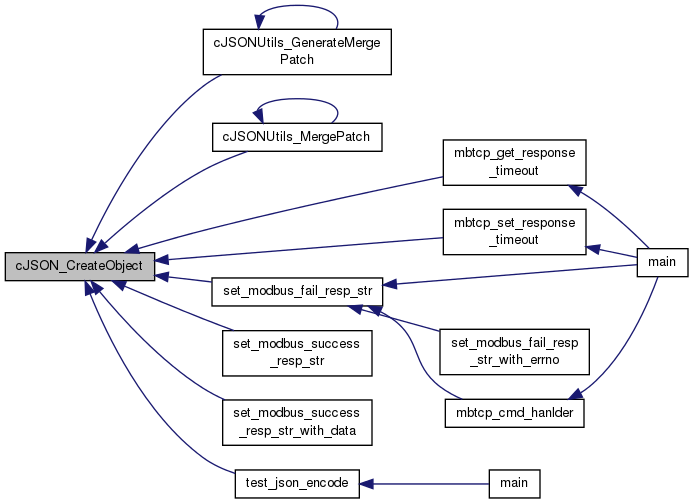 cJSONUtils_GenerateMerge
Patch
cJSONUtils_MergePatch
mbtcp_get_response
_timeout
mbtcp_set_response
_timeout
main
cJSON_CreateObject
set_modbus_fail_resp_str
set_modbus_success
_resp_str
set_modbus_fail_resp
_str_with_errno
set_modbus_success
_resp_str_with_data
mbtcp_cmd_hanlder
test_json_encode
main